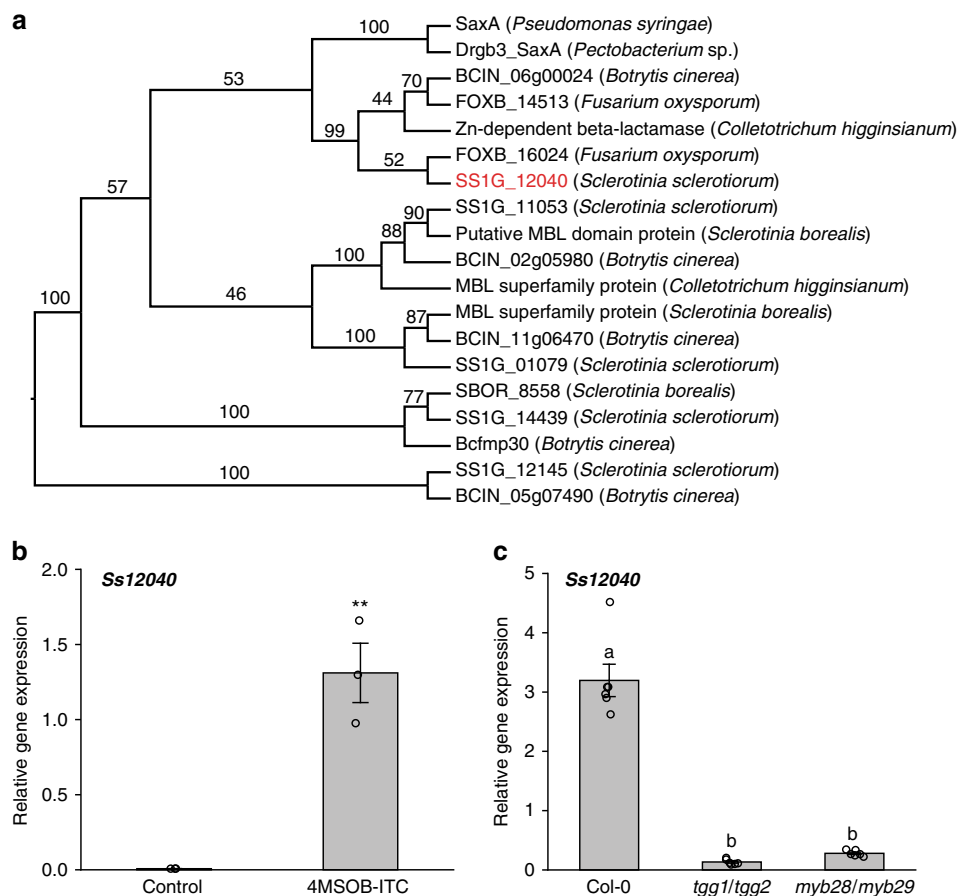 a
100
SaxA (Pseudomonas syringae)
Drgb3_SaxA (Pectobacterium sp.)
53
70
BCIN_06g00024 (Botrytis cinerea)
44
FOXB_14513 (Fusarium oxysporum)
99
Zn-dependent beta-lactamase (Colletotrichum higginsianum)
52
FOXB_16024 (Fusarium oxysporum)
57
SS1G_12040 (Sclerotinia sclerotiorum)
90
SS1G_11053 (Sclerotinia sclerotiorum)
88
Putative MBL domain protein (Sclerotinia borealis)
100
BCIN_02g05980 (Botrytis cinerea)
MBL superfamily protein (Colletotrichum higginsianum)
100
46
87
MBL superfamily protein (Sclerotinia borealis)
100
BCIN_11g06470 (Botrytis cinerea)
SS1G_01079 (Sclerotinia sclerotiorum)
77
SBOR_8558 (Sclerotinia borealis)
100
SS1G_14439 (Sclerotinia sclerotiorum)
Bcfmp30 (Botrytis cinerea)
100
SS1G_12145 (Sclerotinia sclerotiorum)
BCIN_05g07490 (Botrytis cinerea)
b
Ss12040
Relative gene expression
2.0
1.5
1.0
0.5
0.0
**
Control
4MSOB-ITC
c
Ss12040
Relative gene expression
5
4
3
2
1
0
a
b
b
Col-0
tgg1/tgg2
myb28/myb29